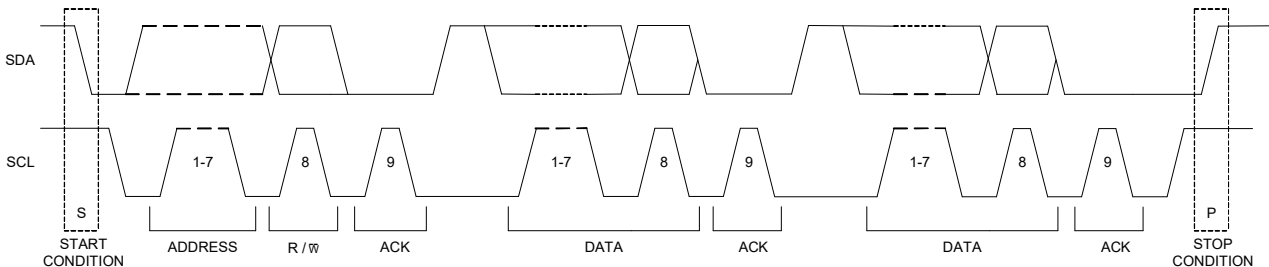 SDA
SCL
1-7
8
9
1-7
8
9
1-7
8
9
S
P
START
CONDITION
ADDRESS
R / W̅
ACK
DATA
ACK
DATA
ACK
STOP
CONDITION